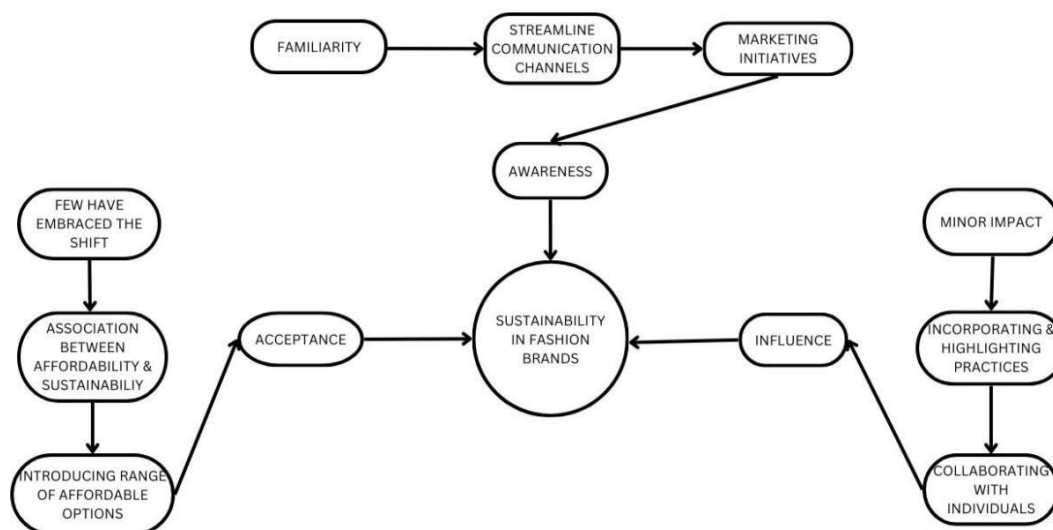 FAMILIARITY
STREAMLINE
COMMUNICATION
CHANNELS
MARKETING
INITIATIVES
AWARENESS
FEW HAVE
EMBRACED THE
SHIFT
ASSOCIATION
BETWEEN
AFFORDABILITY &
SUSTAINABILIY
INTRODUCING RANGE
OF AFFORDABLE
OPTIONS
ACCEPTANCE
SUSTAINABILITY
IN FASHION
BRANDS
INFLUENCE
MINOR IMPACT
INCORPORATING &
HIGHLIGHTING
PRACTICES
COLLABORATING
WITH
INDIVIDUALS